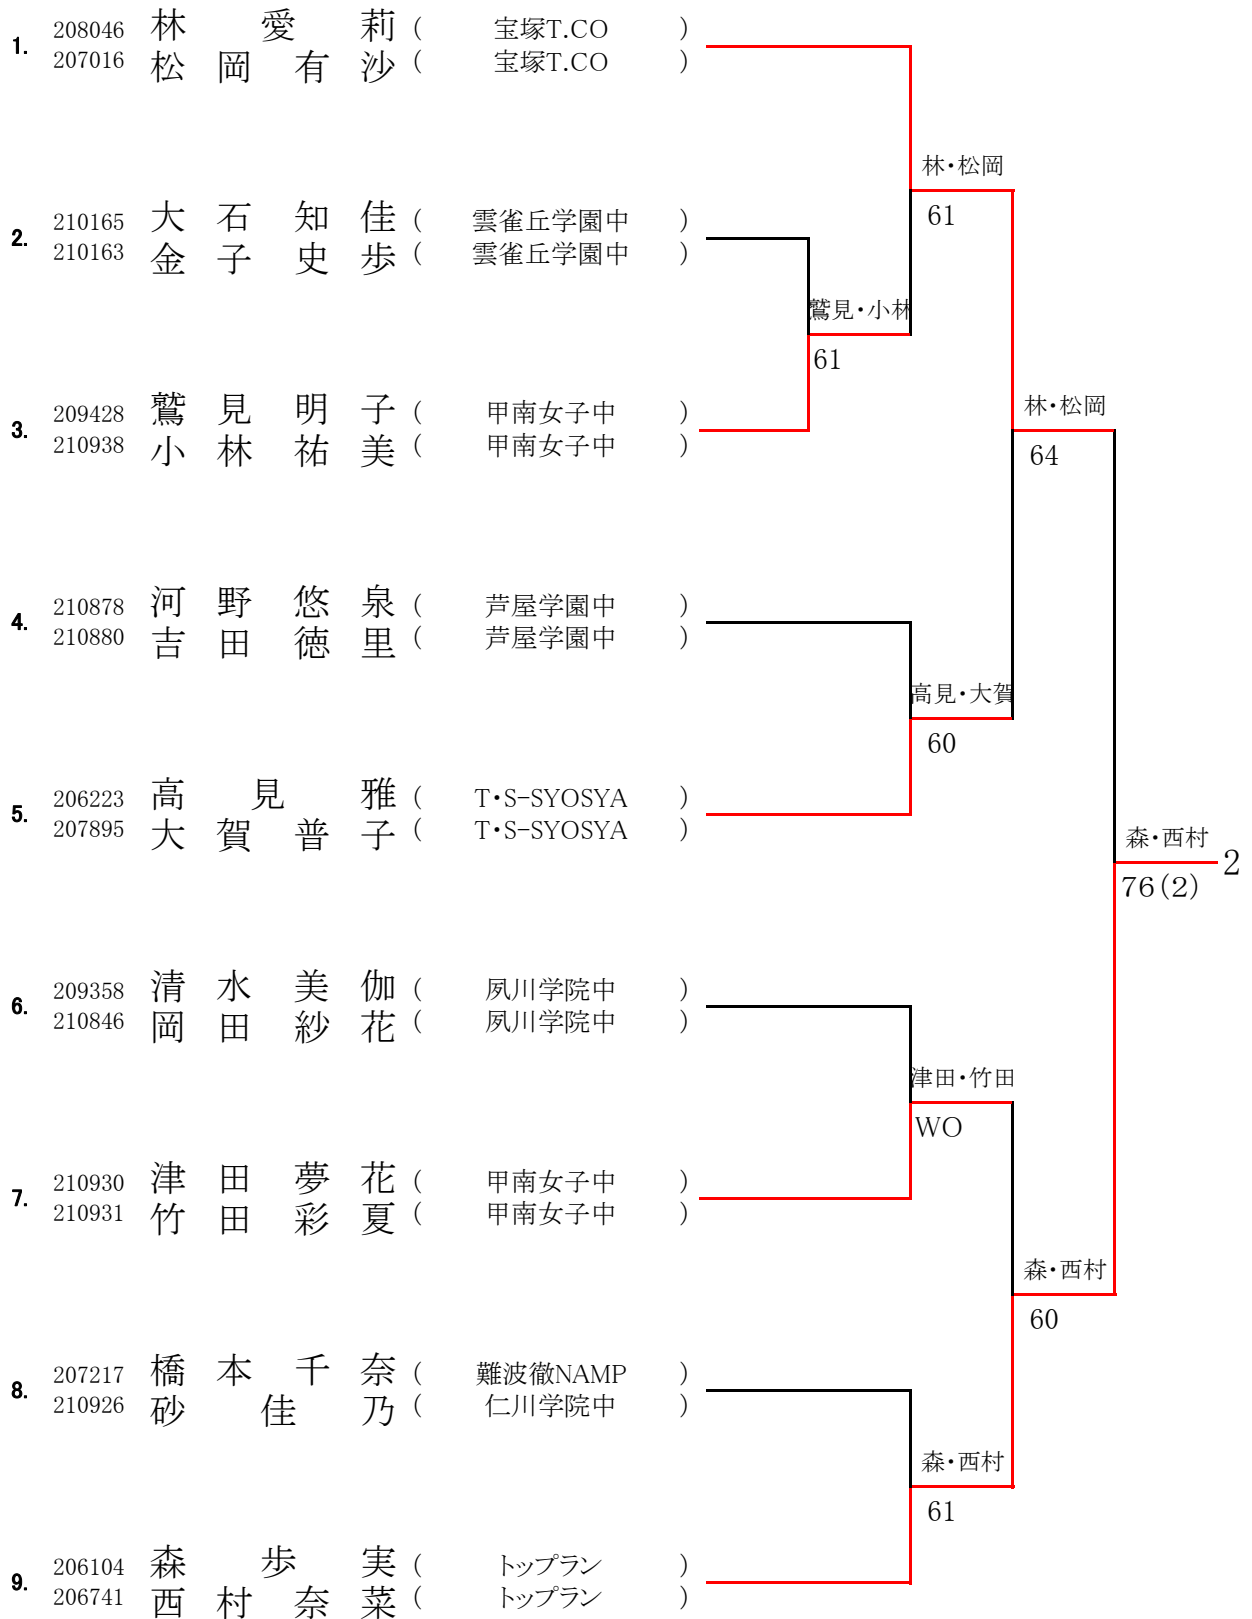 1. 208046 林 愛 莉 ( 宝塚T.CO )
207016 松 岡 有 沙 ( 宝塚T.CO )
林・松岡
61
2. 210165 大 石 知 佳 ( 雲雀丘学園中 )
210163 金 子 史 歩 ( 雲雀丘学園中 )
鷲見・小林
61
3. 209428 鷲 見 明 子 ( 甲南女子中 )
210938 小 林 祐 美 ( 甲南女子中 )
林・松岡
64
4. 210878 河 野 悠 泉 ( 芦屋学園中 )
210880 吉 田 徳 里 ( 芦屋学園中 )
高見・大賀
60
5. 206223 高 見 雅 ( T・S-SYOSYA )
207895 大 賀 普 子 ( T・S-SYOSYA )
森・西村
76(2)
2
6. 209358 清 水 美 伽 ( 夙川学院中 )
210846 岡 田 紗 花 ( 夙川学院中 )
津田・竹田
WO
7. 210930 津 田 夢 花 ( 甲南女子中 )
210931 竹 田 彩 夏 ( 甲南女子中 )
森・西村
60
8. 207217 橋 本 千 奈 ( 難波徹NAMP )
210926 砂 佳 乃 ( 仁川学院中 )
森・西村
61
9. 206104 森 歩 実 ( トップラン )
206741 西 村 奈 菜 ( トップラン )